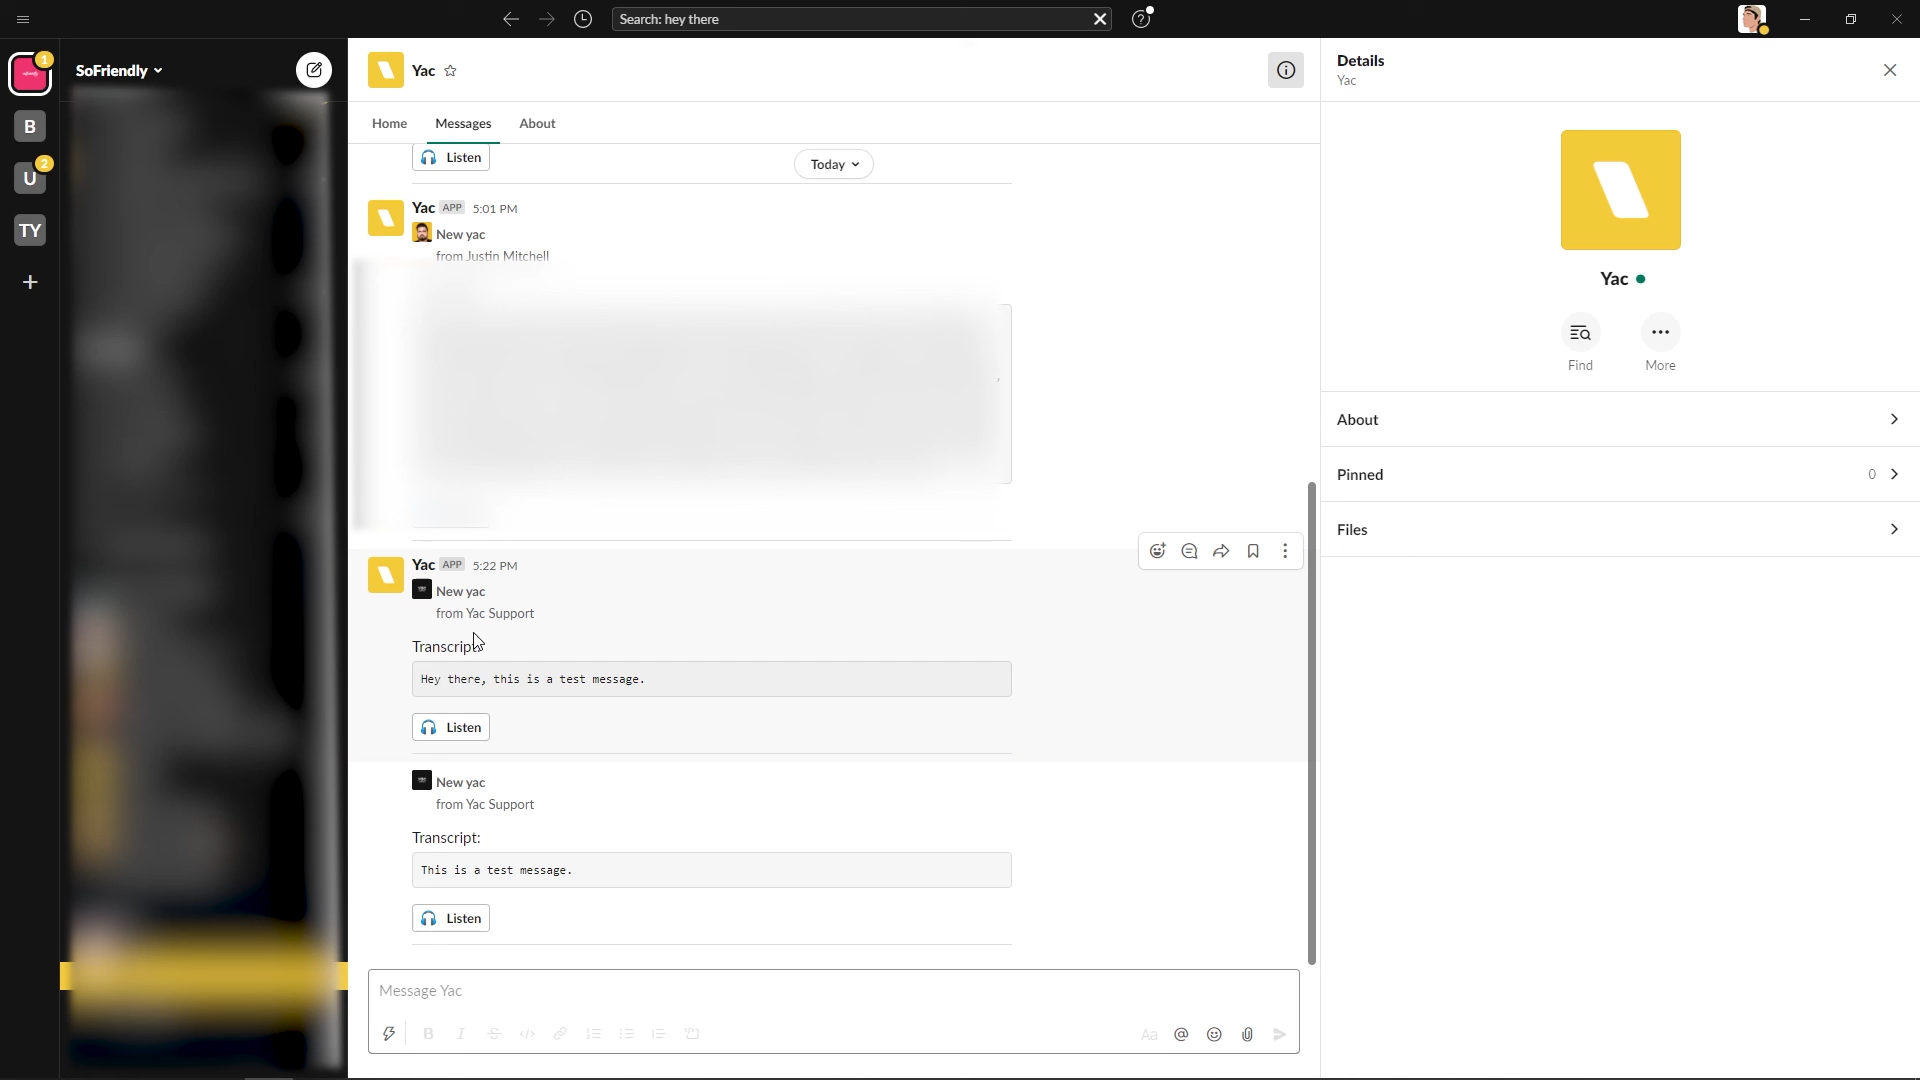 Search: hey there
1
SoFriendly
B
2
U
TY
Yac
Home
Messages
About
Listen
Today
Yac APP 5:01 PM
New yac
from Justin Mitchell
Yac APP 5:22 PM
New yac
from Yac Support
Transcript:
Hey there, this is a test message.
Listen
New yac
from Yac Support
Transcript:
This is a test message.
Listen
Message Yac
B
I
S
Aa
Details
Yac
Yac
Find
More
About
Pinned
0
Files